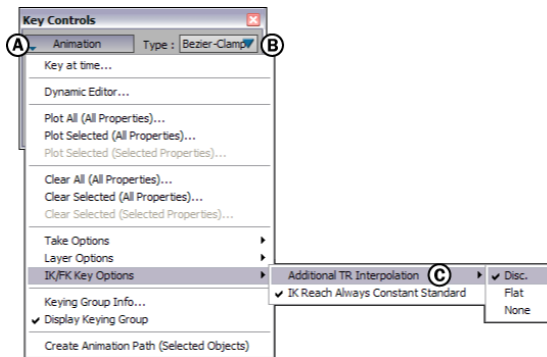 Key Controls
A Animation Type : Bezier-Clamp B
Key at time...
Dynamic Editor...
Plot All (All Properties)...
Plot Selected (All Properties)...
Plot Selected (Selected Properties)...
Clear All (All Properties)...
Clear Selected (All Properties)...
Clear Selected (Selected Properties)...
Take Options
Layer Options
IK/FK Key Options
Additional TR Interpolation C
Disc.
IK Reach Always Constant Standard
Flat
None
Keying Group Info...
Display Keying Group
Create Animation Path (Selected Objects)